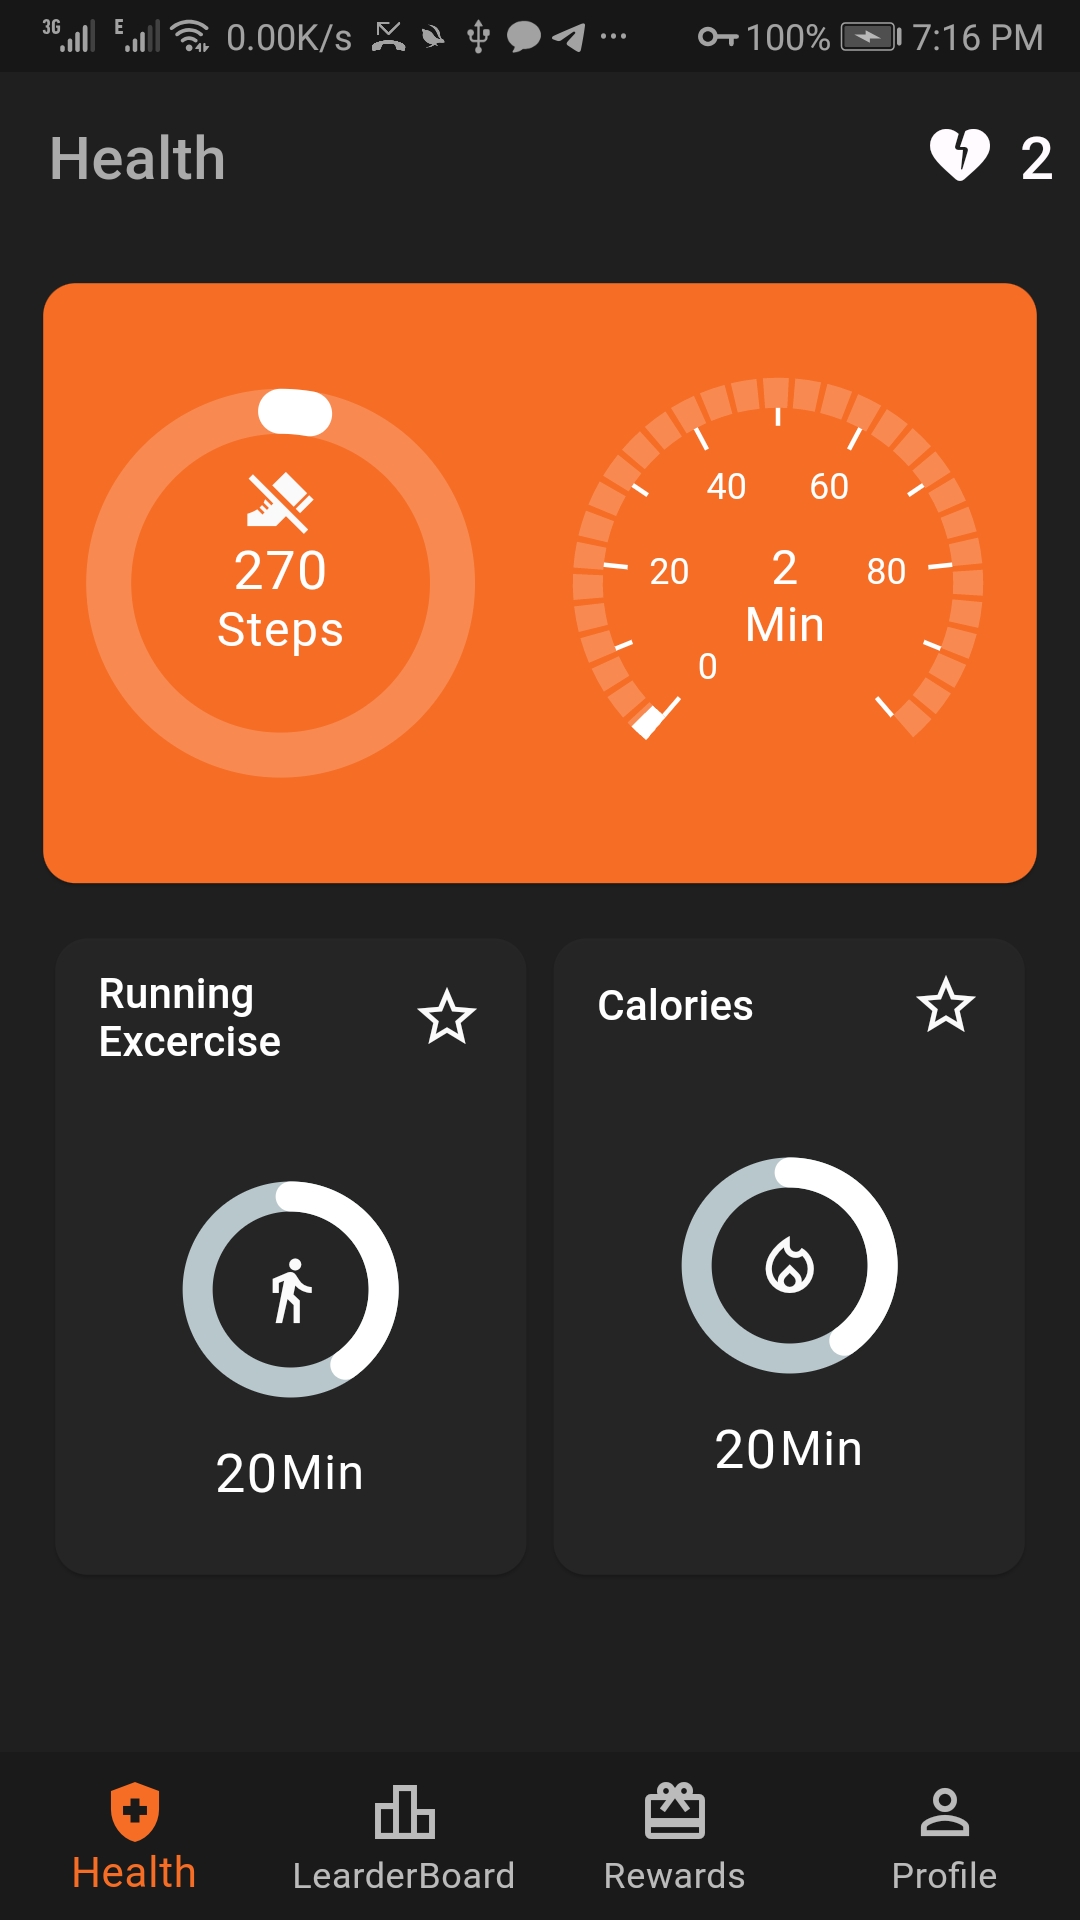 3G E 0.00K/s 100% 7:16 PM
Health 2
270
Steps
0
20
40
60
80
2
Min
Running
Excercise
Calories
20Min
20Min
Health
LearderBoard
Rewards
Profile